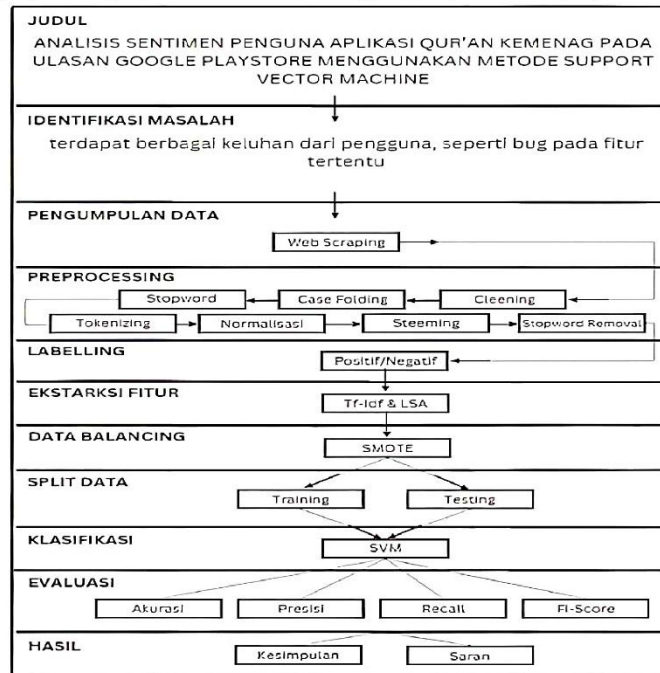 JUDUL
ANALISIS SENTIMEN PENGUNA APLIKASI QUR'AN KEMENAG PADA
ULASAN GOOGLE PLAYSTORE MENGGUNAKAN METODE SUPPORT
VECTOR MACHINE
IDENTIFIKASI MASALAH
terdapat berbagai keluhan dari pengguna, seperti bug pada fitur
tertentu
PENGUMPULAN DATA
Web Scraping
PREPROCESSING
Stopword Case Folding Cleening
Tokenizing Normalisasi Steeming Stopword Removal
LABELLING
Positif/Negatif
EKSTARKSI FITUR
Tf-Idf & LSA
DATA BALANCING
SMOTE
SPLIT DATA
Training Testing
KLASIFIKASI
SVM
EVALUASI
Akurasi Presisi Recall FI-Score
HASIL
Kesimpulan Saran